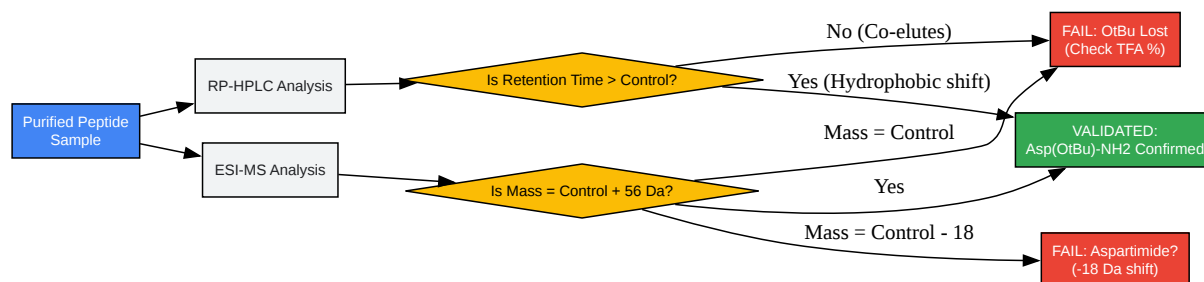 Purified Peptide
Sample
RP-HPLC Analysis
ESI-MS Analysis
Is Retention Time > Control?
Is Mass = Control + 56 Da?
No (Co-elutes)
Yes (Hydrophobic shift)
Mass = Control
Yes
Mass = Control - 18
FAIL: OtBu Lost
(Check TFA %)
VALIDATED:
Asp(OtBu)-NH2 Confirmed
FAIL: Aspartimide?
(-18 Da shift)